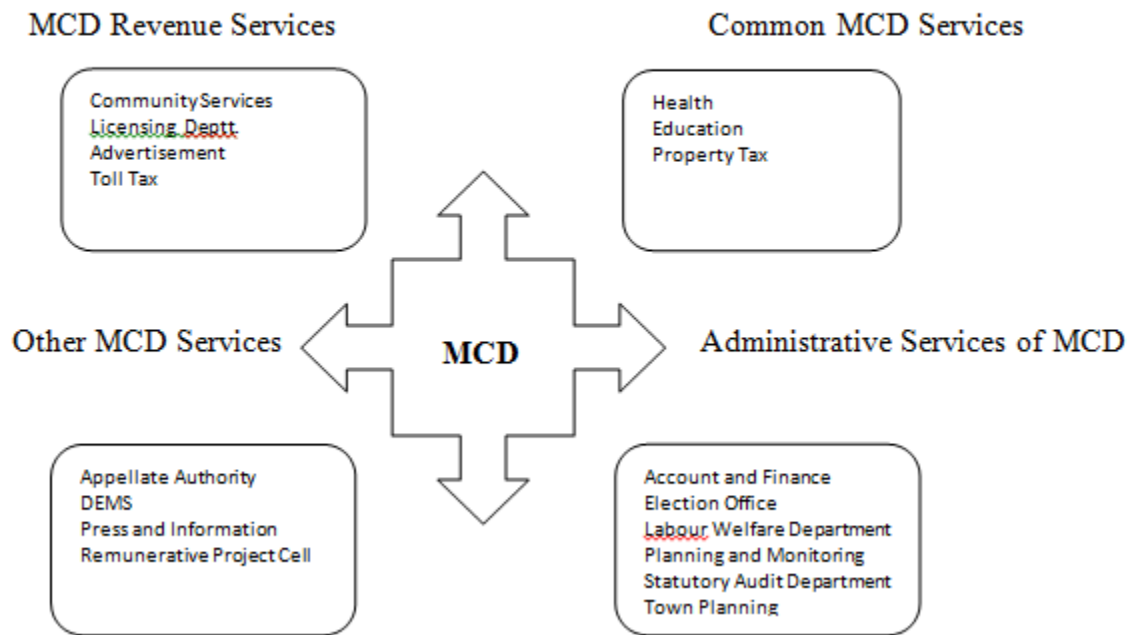 MCD Revenue Services
Common MCD Services
Community Services
Licensing Deptt.
Advertisement
Toll Tax
Health
Education
Property Tax
Other MCD Services
MCD
Administrative Services of MCD
Appellate Authority
DEMS
Press and Information
Remunerative Project Cell
Account and Finance
Election Office
Labour Welfare Department
Planning and Monitoring
Statutory Audit Department
Town Planning